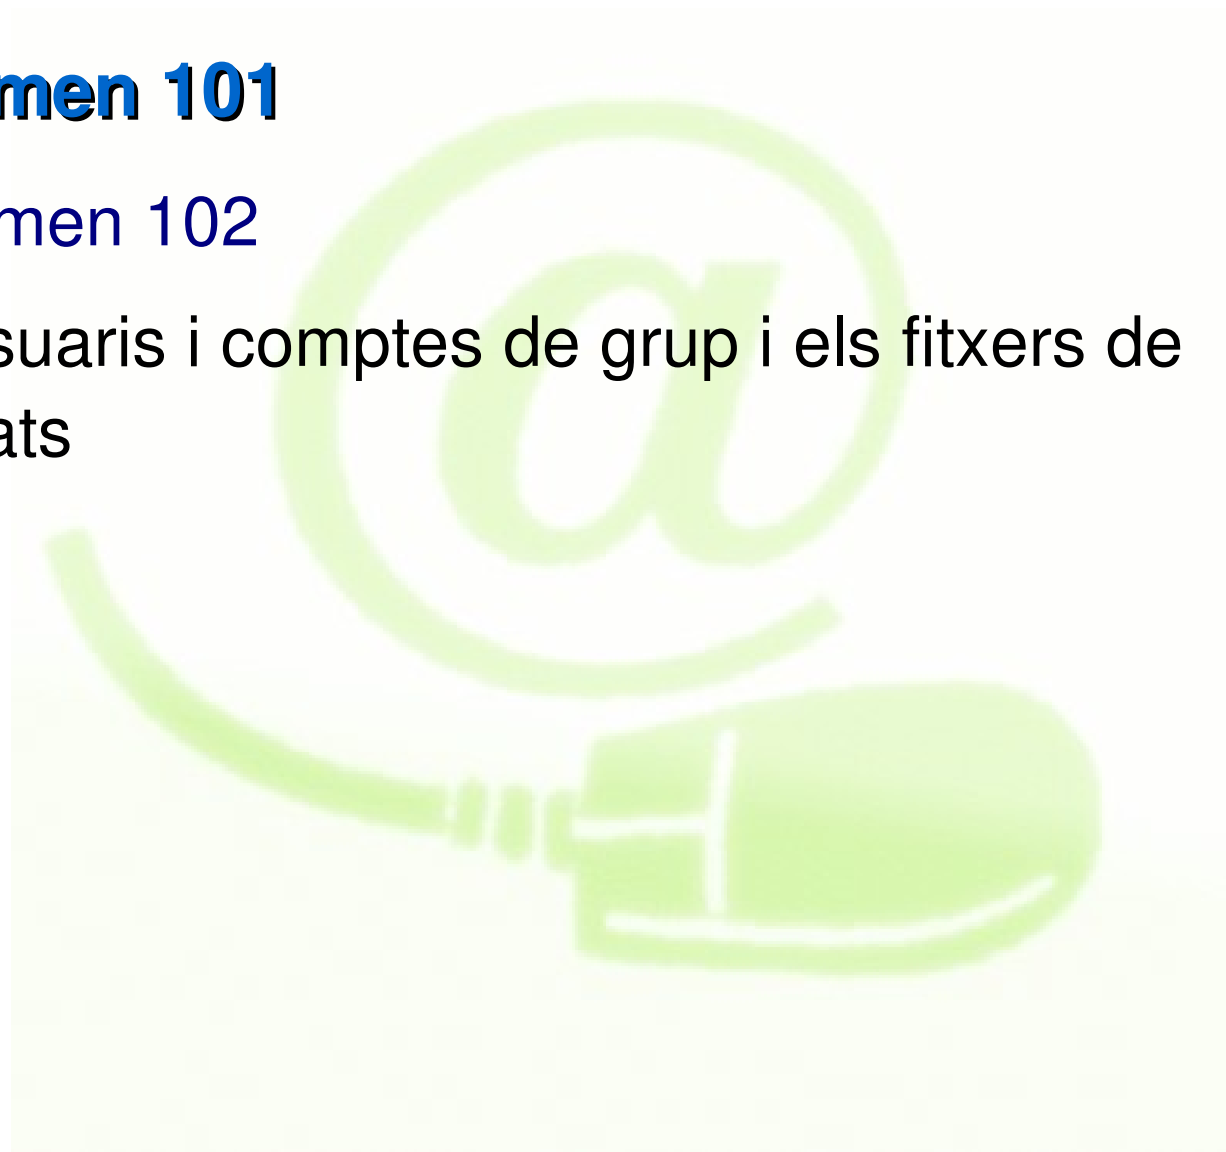 men 101
men 102
suaris i comptes de grup i els fitxers de
ats